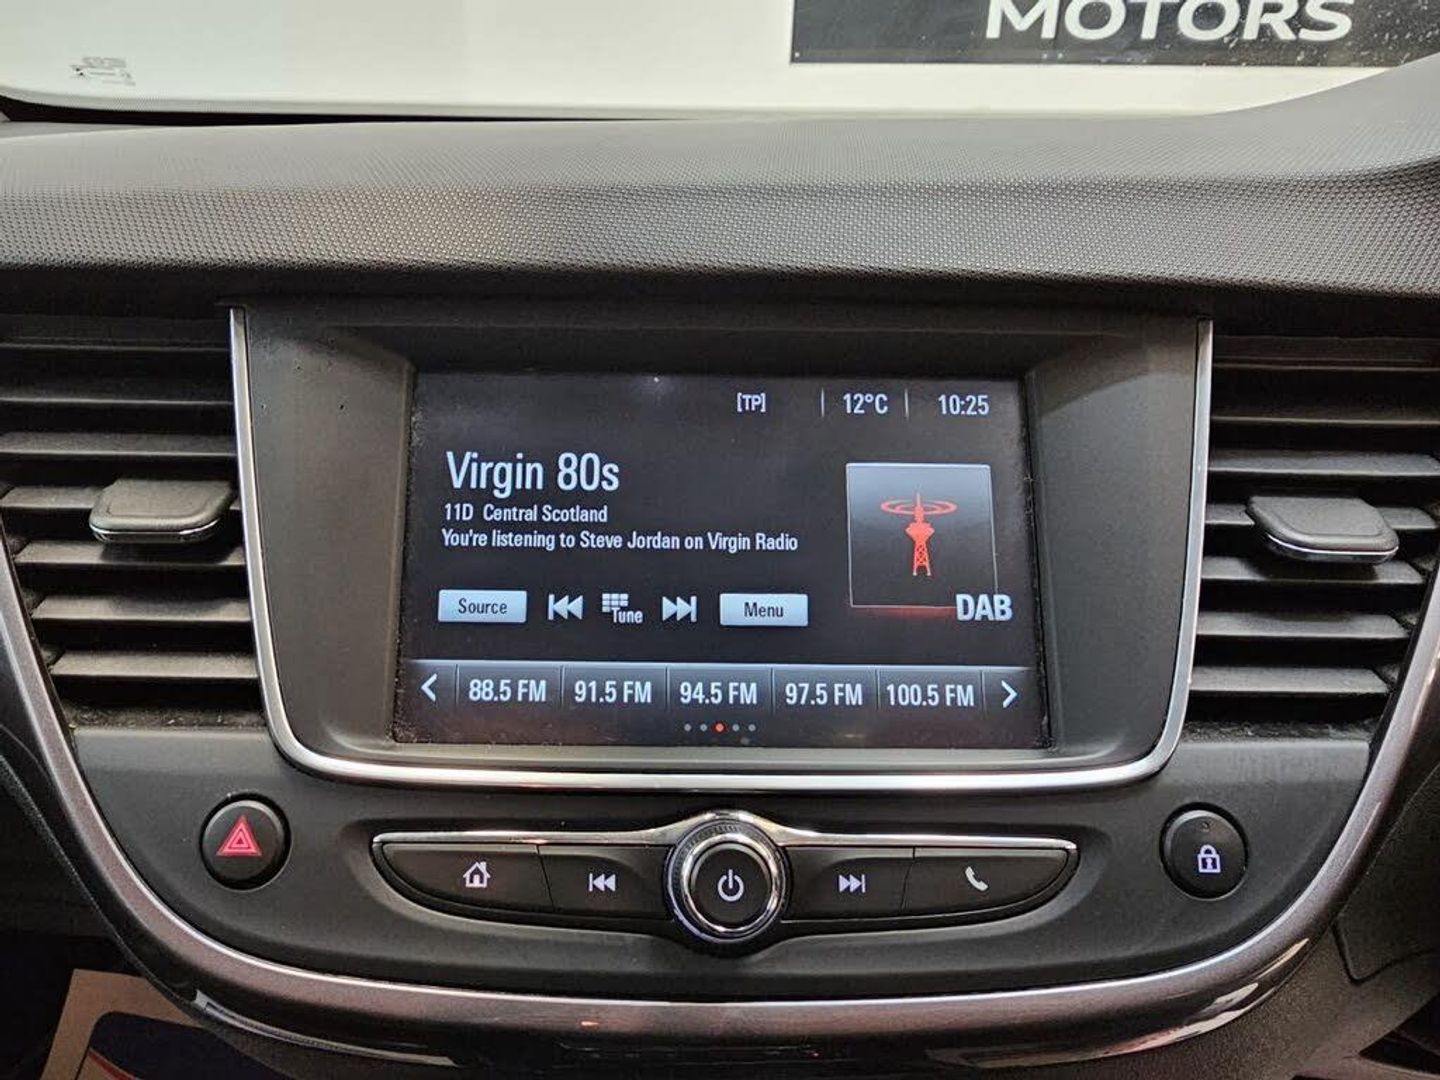 MOTORS
[TP] 12°C 10:25
Virgin 80s
11D Central Scotland
You're listening to Steve Jordan on Virgin Radio
Source Tune Menu
DAB
88.5 FM 91.5 FM 94.5 FM 97.5 FM 100.5 FM